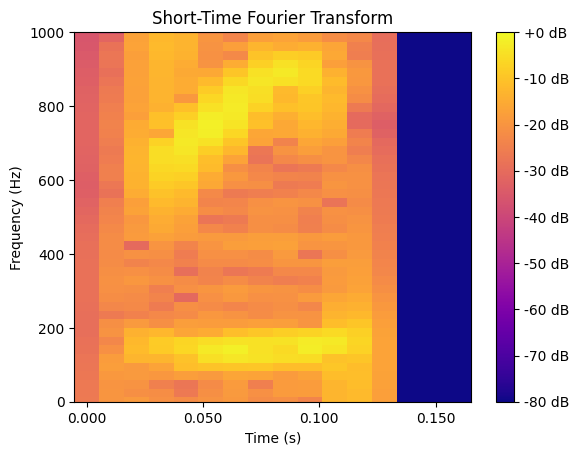 Short-Time Fourier Transform
Frequency (Hz)
1000
800
600
400
200
0
0.000
0.050
0.100
0.150
Time (s)
+0 dB
-10 dB
-20 dB
-30 dB
-40 dB
-50 dB
-60 dB
-70 dB
-80 dB